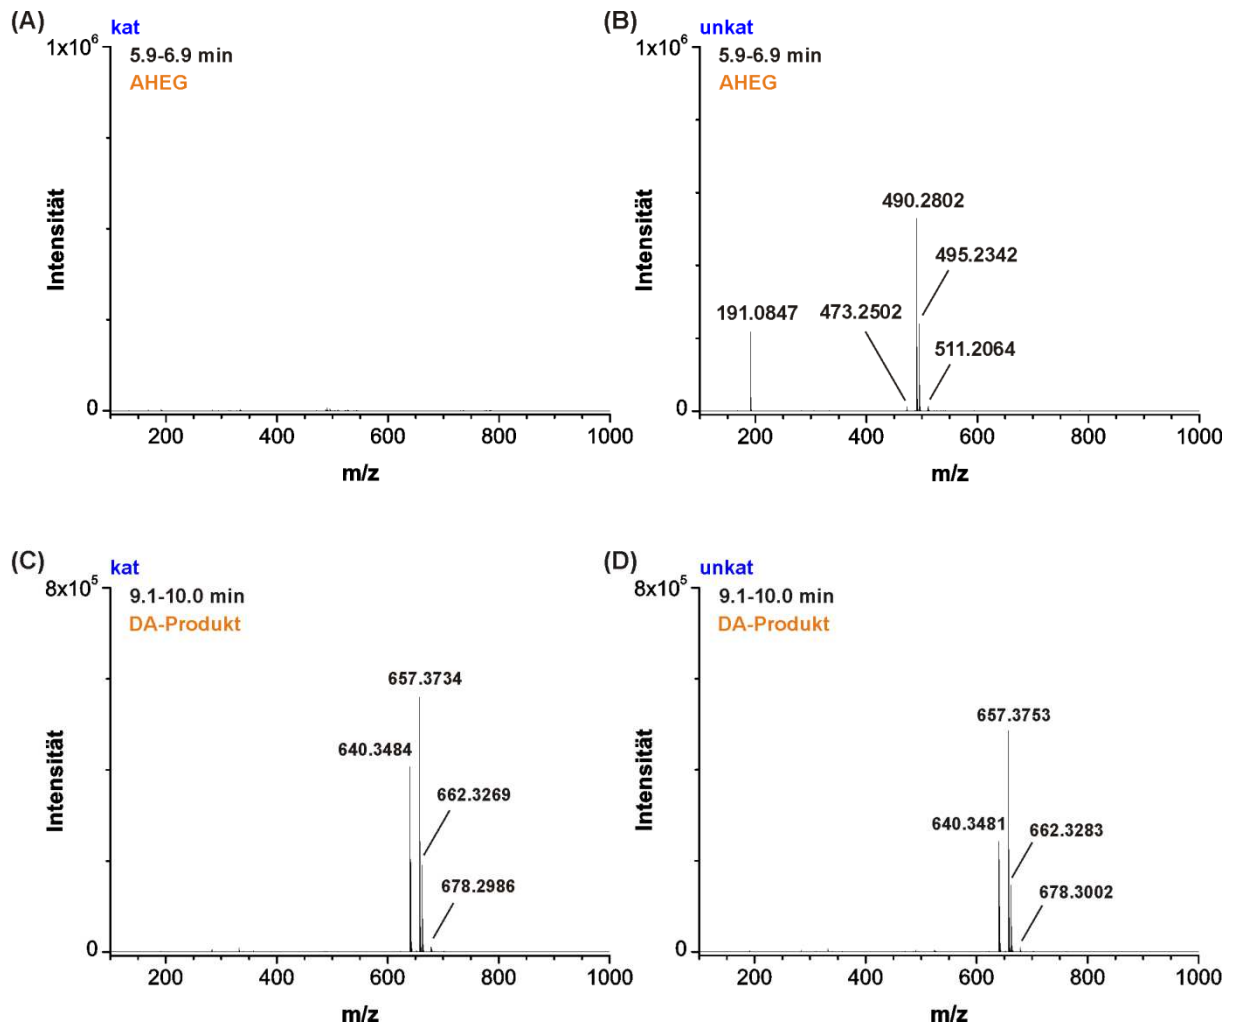 (A)
kat
1x10⁶
5.9-6.9 min
AHEG
Intensität
0
200 400 600 800 1000
m/z
(B)
unkat
1x10⁶
5.9-6.9 min
AHEG
490.2802
495.2342
191.0847
473.2502
511.2064
Intensität
0
200 400 600 800 1000
m/z
(C)
kat
8x10⁵
9.1-10.0 min
DA-Produkt
657.3734
640.3484
662.3269
678.2986
Intensität
0
200 400 600 800 1000
m/z
(D)
unkat
8x10⁵
9.1-10.0 min
DA-Produkt
657.3753
640.3481
662.3283
678.3002
Intensität
0
200 400 600 800 1000
m/z